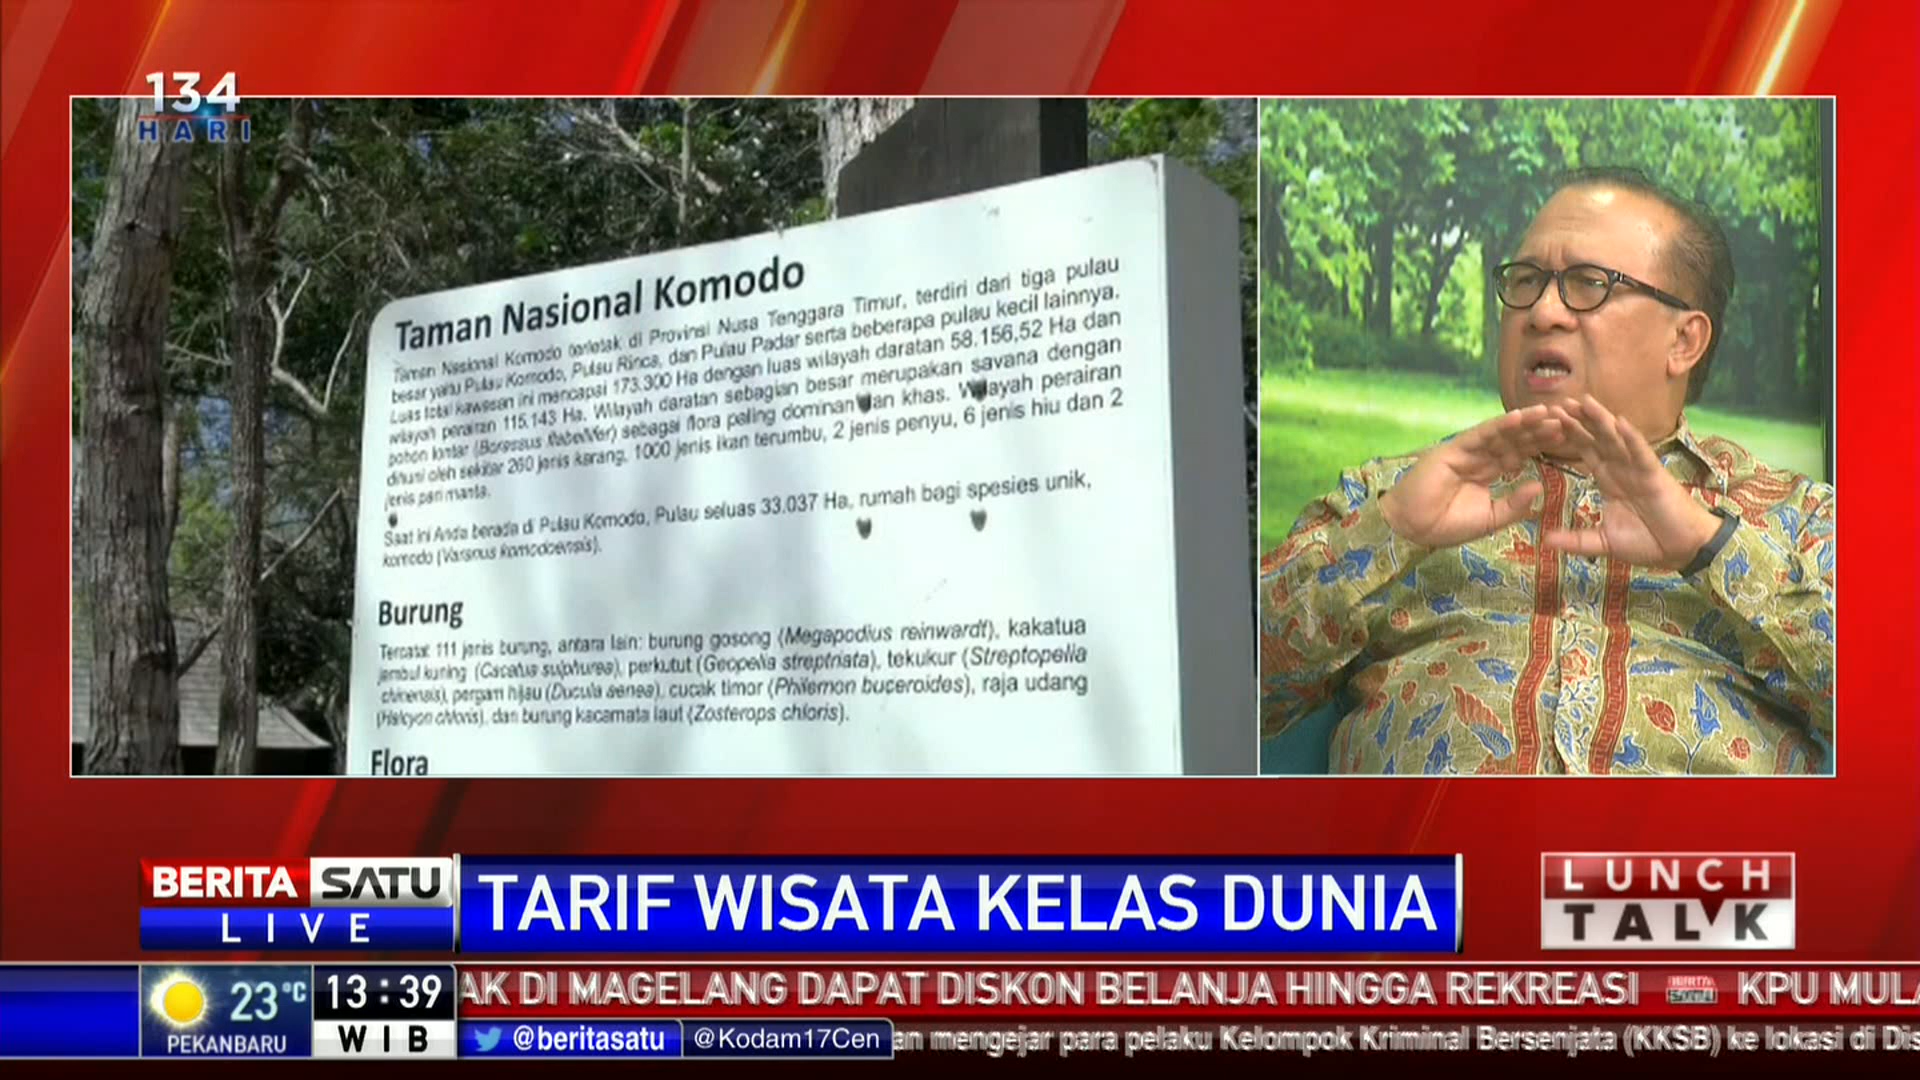 134
HARI
Taman Nasional Komodo
Taman Nasional Komodo terletak di Provinsi Nusa Tenggara Timur, terdiri dari tiga pulau
besar yaitu Pulau Komodo, Pulau Rinca, dan Pulau Padar serta beberapa pulau kecil lainnya.
Luas total kawasan ini mencapai 173.300 Ha dengan luas wilayah daratan 58.156,52 Ha dan
wilayah perairan 115.143 Ha. Wilayah daratan sebagian besar merupakan savana dengan
pohon lontar (Borassus flabellifer) sebagai flora paling dominan dan khas. Wilayah perairan
dihuni oleh sekitar 260 jenis karang, 1000 jenis ikan terumbu, 2 jenis penyu, 6 jenis hiu dan 2
jenis pari manta.
Saat ini Anda berada di Pulau Komodo, Pulau seluas 33.037 Ha, rumah bagi spesies unik,
komodo (Varanus komodoensis).
Burung
Tercatat 111 jenis burung, antara lain: burung gosong (Megapodius reinwardt), kakatua
jambul kuning (Cacatua sulphurea), perkutut (Geopelia streptriata), tekukur (Streptopelia
chinensis), pergam hijau (Ducula aenea), cucak timor (Philemon buceroides), raja udang
(Halcyon chloris), dan burung kacamata laut (Zosterops chloris).
Flora
BERITA SATU
LIVE
TARIF WISATA KELAS DUNIA
LUNCH
TALK
23°C
PEKANBARU
13:39
WIB
AK DI MAGELANG DAPAT DISKON BELANJA HINGGA REKREASI BERITA SATU KPU MULA
@beritasatu @Kodam17Cen an mengejar para pelaku Kelompok Kriminal Bersenjata (KKSB) ke lokasi di Dis